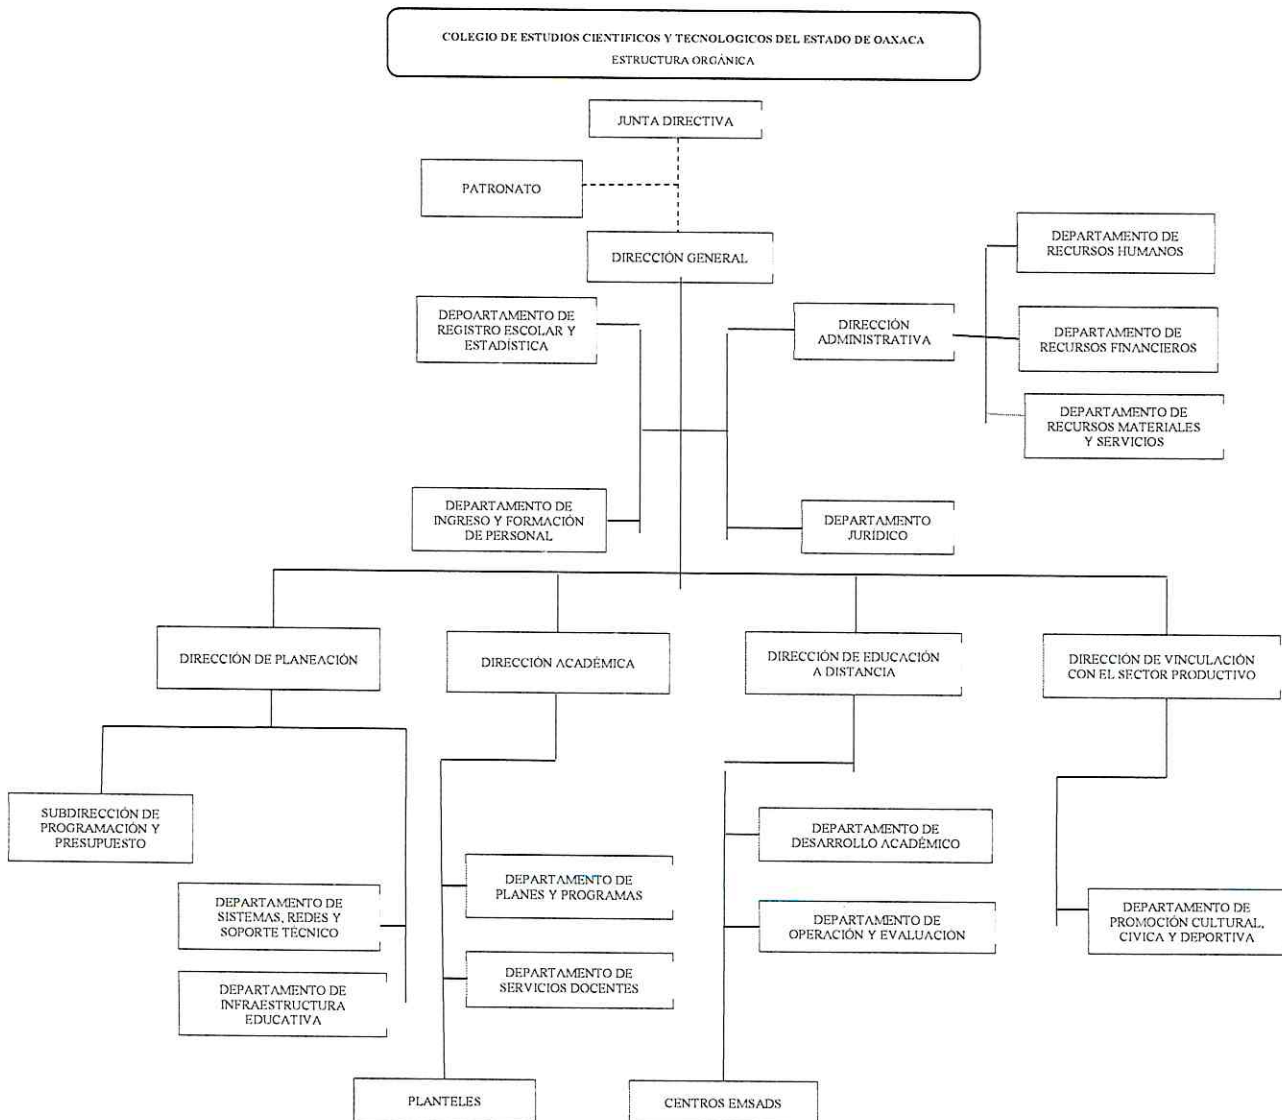 COLEGIO DE ESTUDIOS CIENTIFICOS Y TECNOLOGICOS DEL ESTADO DE OAXACA
ESTRUCTURA ORGÁNICA
JUNTA DIRECTIVA
PATRONATO
DIRECCIÓN GENERAL
DEPARTAMENTO DE
RECURSOS HUMANOS
DEPOARTAMENTO DE
REGISTRO ESCOLAR Y
ESTADÍSTICA
DIRECCIÓN
ADMINISTRATIVA
DEPARTAMENTO DE
RECURSOS FINANCIEROS
DEPARTAMENTO DE
RECURSOS MATERIALES
Y SERVICIOS
DEPARTAMENTO DE
INGRESO Y FORMACIÓN
DE PERSONAL
DEPARTAMENTO
JURÍDICO
DIRECCIÓN DE PLANEACIÓN
DIRECCIÓN ACADÉMICA
DIRECCIÓN DE EDUCACIÓN
A DISTANCIA
DIRECCIÓN DE VINCULACIÓN
CON EL SECTOR PRODUCTIVO
SUBDIRECCIÓN DE
PROGRAMACIÓN Y
PRESUPUESTO
DEPARTAMENTO DE
DESARROLLO ACADÉMICO
DEPARTAMENTO DE
SISTEMAS, REDES Y
SOPORTE TÉCNICO
DEPARTAMENTO DE
PLANES Y PROGRAMAS
DEPARTAMENTO DE
OPERACIÓN Y EVALUACIÓN
DEPARTAMENTO DE
PROMOCIÓN CULTURAL,
CIVICA Y DEPORTIVA
DEPARTAMENTO DE
INFRAESTRUCTURA
EDUCATIVA
DEPARTAMENTO DE
SERVICIOS DOCENTES
PLANTELES
CENTROS EMSADS